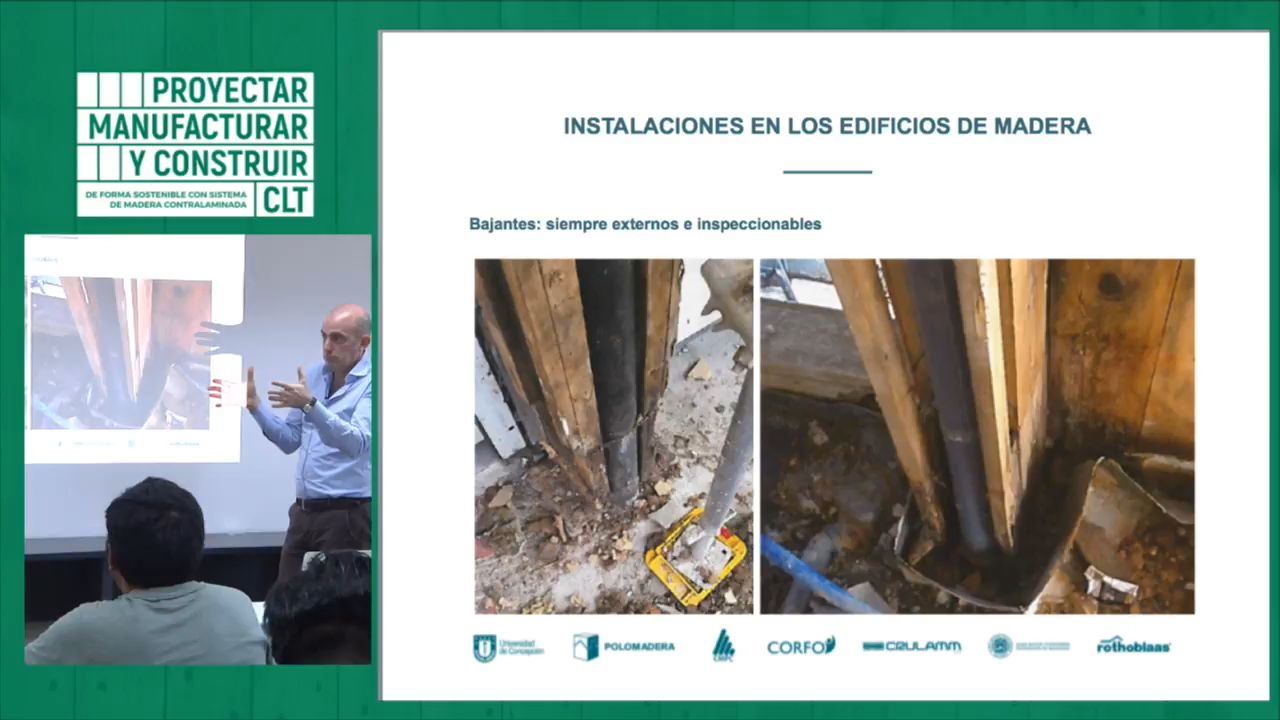 PROYECTAR
MANUFACTURAR
Y CONSTRUIR
DE FORMA SOSTENIBLE CON SISTEMA
DE MADERA CONTRALAMINADA
CLT
INSTALACIONES EN LOS EDIFICIOS DE MADERA
Bajantes: siempre externos e inspeccionables
Universidad
de Concepción
POLOMADERA
CMPC
CORFO
CRULAMM
rothoblaas